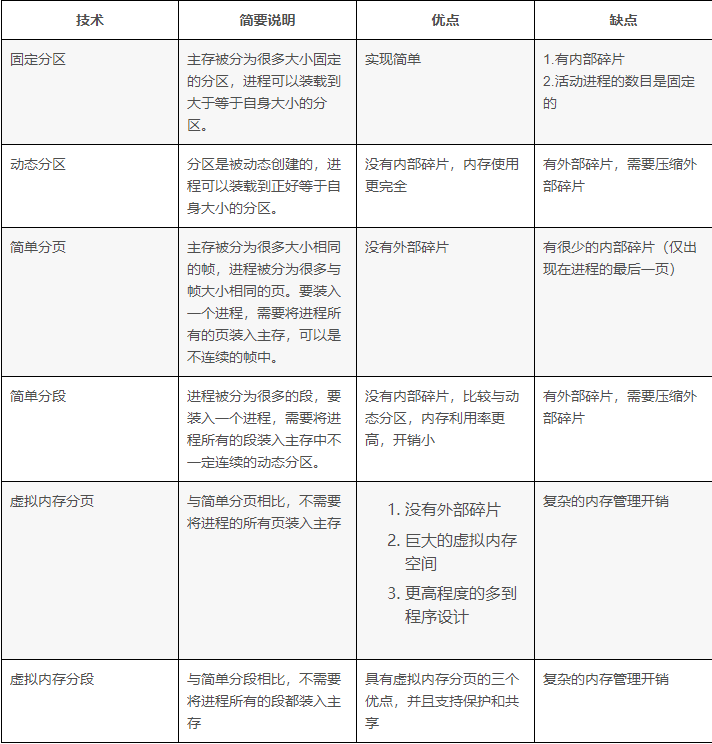 技术
简要说明
优点
缺点
固定分区
主存被分为很多大小固定
的分区，进程可以装载到
大于等于自身大小的分
区。
实现简单
1.有内部碎片
2.活动进程的数目是固定
的
动态分区
分区是被动态创建的，进
程可以装载到正好等于自
身大小的分区。
没有内部碎片，内存使用
更完全
有外部碎片，需要压缩外
部碎片
简单分页
主存被分为很多大小相同
的帧，进程被分为很多与
帧大小相同的页。要装入
一个进程，需要将进程所
有的页装入主存，可以是
不连续的帧中。
没有外部碎片
有很少的内部碎片（仅出
现在进程的最后一页）
简单分段
进程被分为很多的段，要
装入一个进程，需要将进
程所有的段装入主存中不
一定连续的动态分区。
没有内部碎片，比较与动
态分区，内存利用率更
高，开销小
有外部碎片，需要压缩外
部碎片
虚拟内存分页
与简单分页相比，不需要
将进程的所有页装入主存
1. 没有外部碎片
2. 巨大的虚拟内存
空间
3. 更高程度的多到
程序设计
复杂的内存管理开销
虚拟内存分段
与简单分段相比，不需要
将进程所有的段都装入主
存
具有虚拟内存分页的三个
优点，并且支持保护和共
享
复杂的内存管理开销